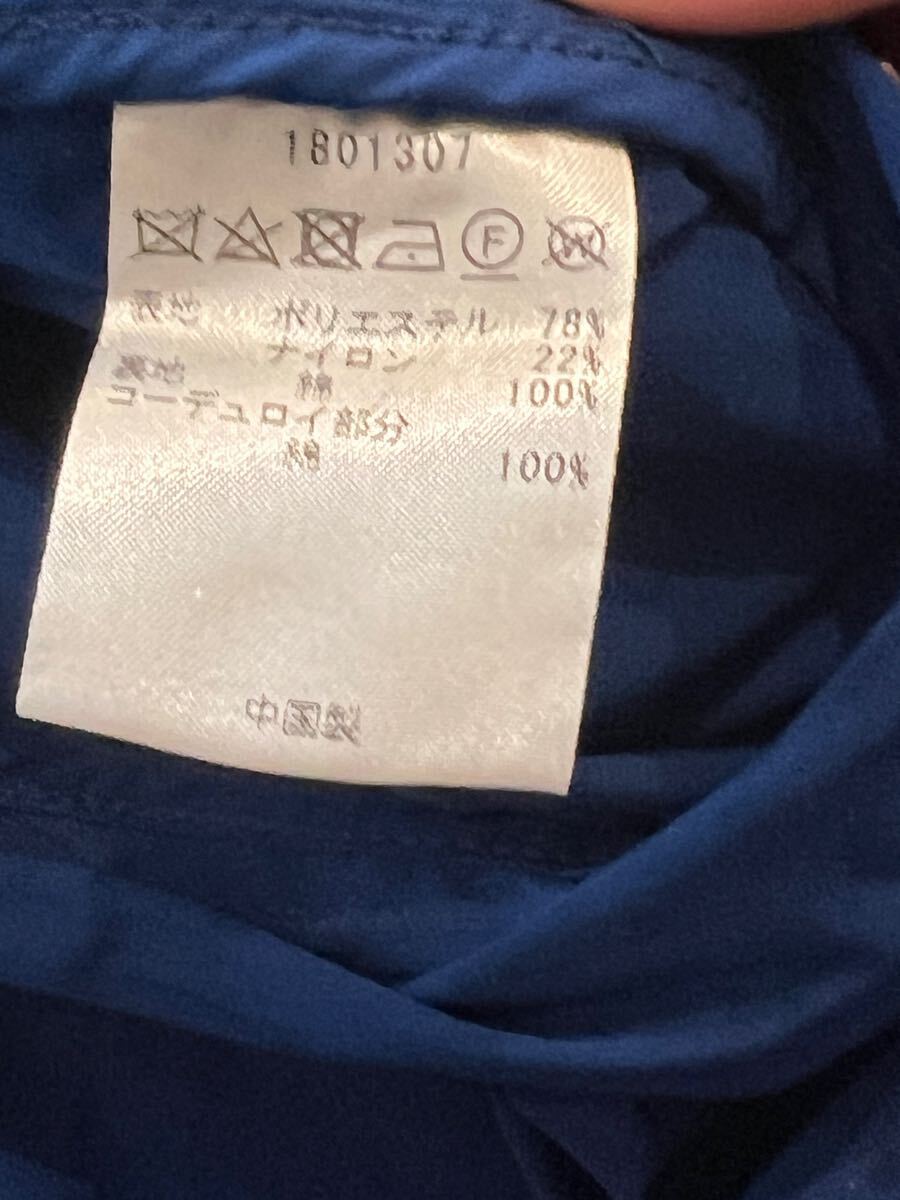 1801307
F W
表地 ポリエステル 78%
ナイロン 22%
裏地 綿 100%
コーデュロイ部分
綿 100%
中国製